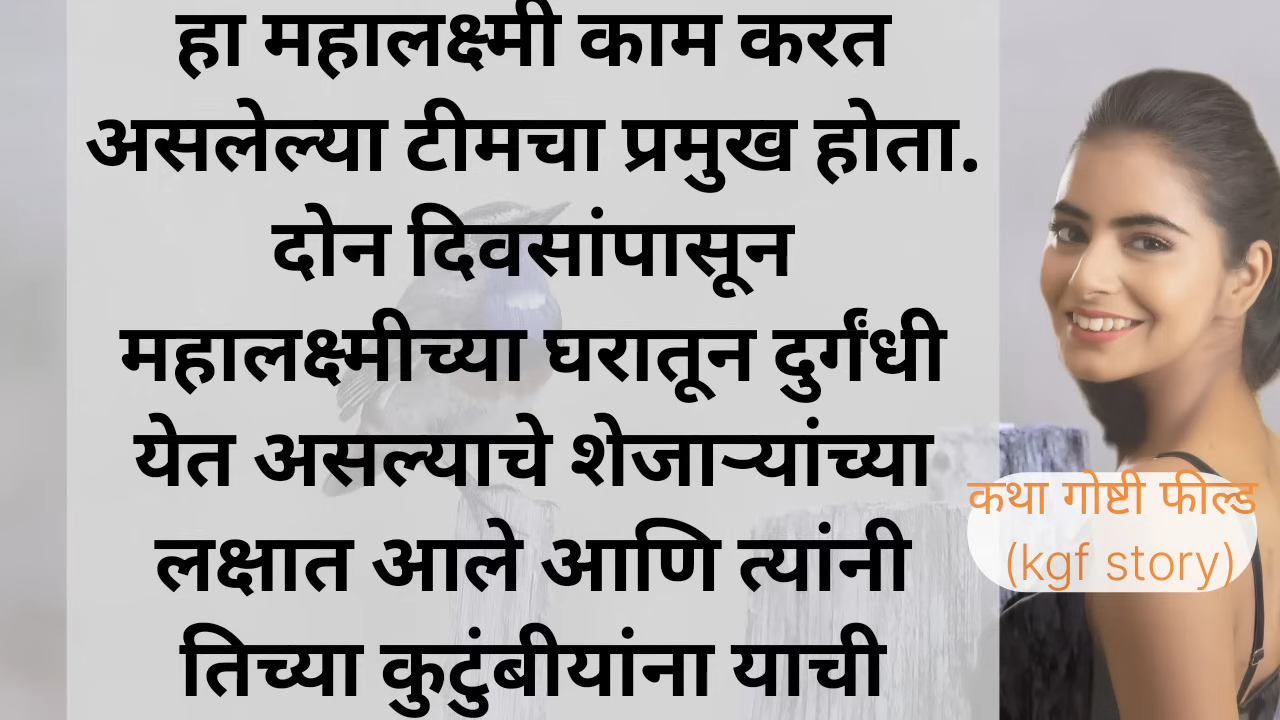 हा महालक्ष्मी काम करत
असलेल्या टीमचा प्रमुख होता.
दोन दिवसांपासून
महालक्ष्मीच्या घरातून दुर्गंधी
येत असल्याचे शेजाऱ्यांच्या
लक्षात आले आणि त्यांनी
तिच्या कुटुंबीयांना याची
कथा गोष्टी फील्ड
(kgf story)